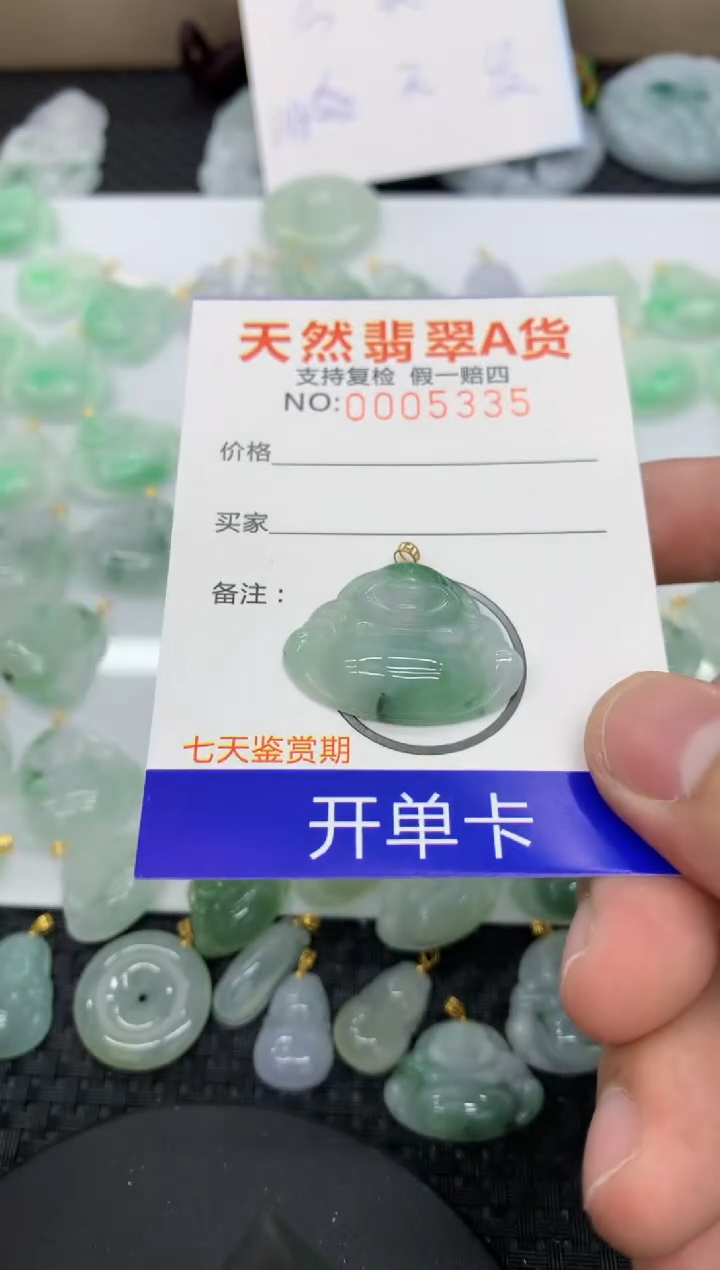 天然翡翠A货
支持复检 假一赔四
NO:0005335
价格
买家
备注：
七天鉴赏期
开单卡